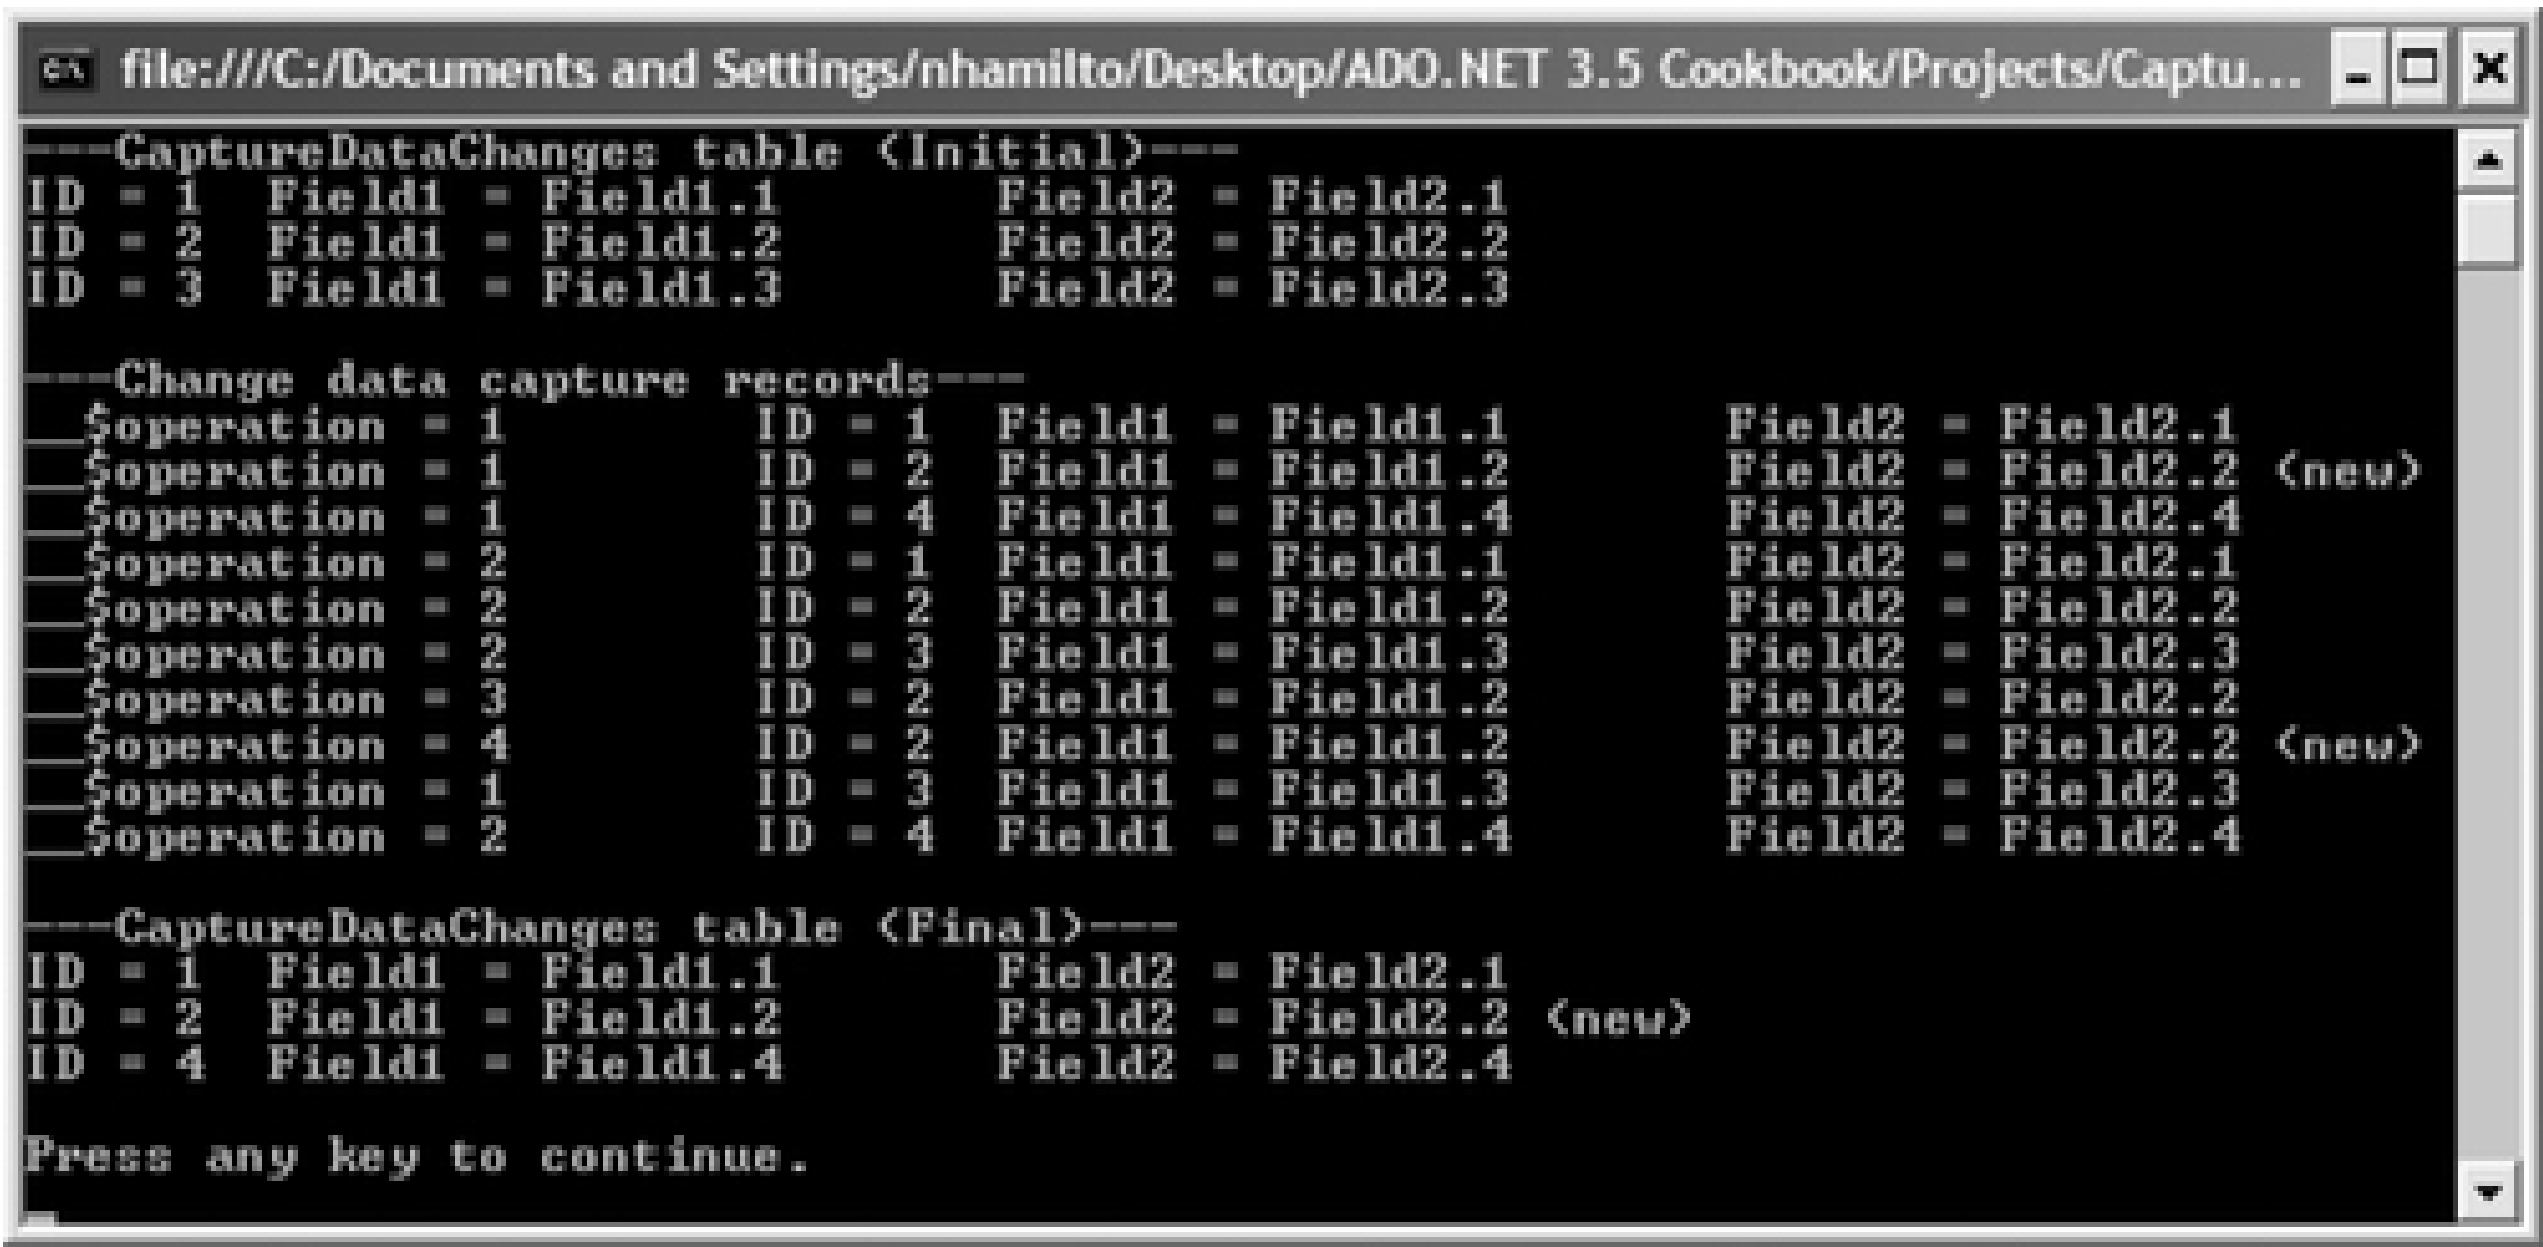 file:///C:/Documents and Settings/nhamilto/Desktop/ADO.NET 3.5 Cookbook/Projects/Captu...
---CaptureDataChanges table (Initial)---
ID = 1  Field1 = Field1.1       Field2 = Field2.1
ID = 2  Field1 = Field1.2       Field2 = Field2.2
ID = 3  Field1 = Field1.3       Field2 = Field2.3
---Change data capture records---
__$operation = 1        ID = 1  Field1 = Field1.1       Field2 = Field2.1
__$operation = 1        ID = 2  Field1 = Field1.2       Field2 = Field2.2 (new)
__$operation = 1        ID = 4  Field1 = Field1.4       Field2 = Field2.4
__$operation = 2        ID = 1  Field1 = Field1.1       Field2 = Field2.1
__$operation = 2        ID = 2  Field1 = Field1.2       Field2 = Field2.2
__$operation = 2        ID = 3  Field1 = Field1.3       Field2 = Field2.3
__$operation = 3        ID = 2  Field1 = Field1.2       Field2 = Field2.2
__$operation = 4        ID = 2  Field1 = Field1.2       Field2 = Field2.2 (new)
__$operation = 1        ID = 3  Field1 = Field1.3       Field2 = Field2.3
__$operation = 2        ID = 4  Field1 = Field1.4       Field2 = Field2.4
---CaptureDataChanges table (Final)---
ID = 1  Field1 = Field1.1       Field2 = Field2.1
ID = 2  Field1 = Field1.2       Field2 = Field2.2 (new)
ID = 4  Field1 = Field1.4       Field2 = Field2.4
Press any key to continue.